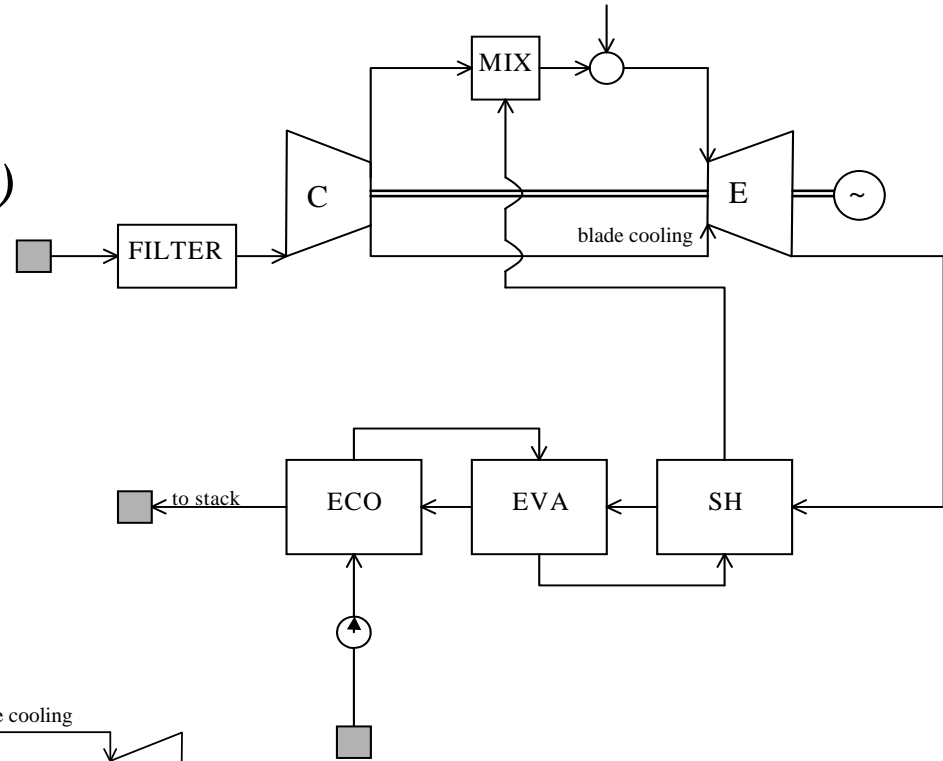 MIX
)
C
E
~
FILTER
blade cooling
to stack
ECO
EVA
SH
e cooling